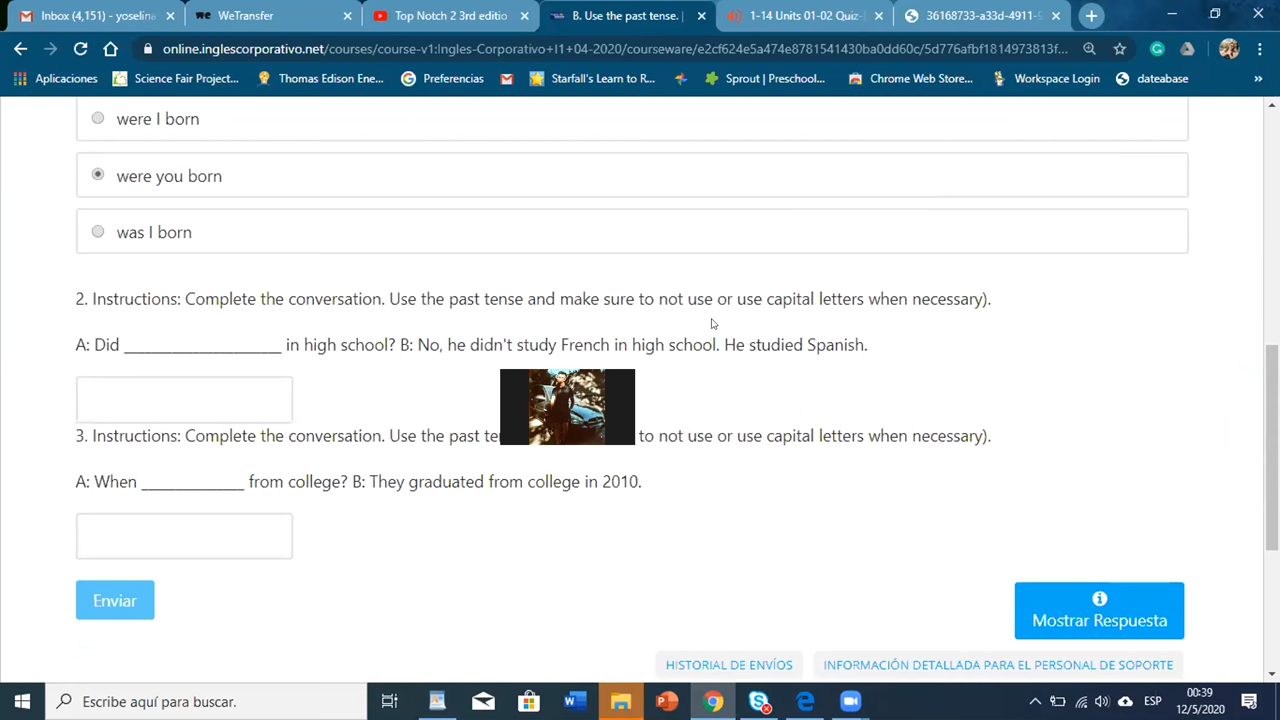 Inbox (4,151) - yoselina
WeTransfer
Top Notch 2 3rd editio
B. Use the past tense. |
1-14 Units 01-02 Quiz-
36168733-a33d-4911-9
online.inglescorporativo.net/courses/course-v1:Ingles-Corporativo+I1+04-2020/courseware/e2cf624e5a474e8781541430ba0dd60c/5d776afbf1814973813f...
Aplicaciones
Science Fair Project...
Thomas Edison Ene...
Preferencias
Starfall's Learn to R...
Sprout | Preschool...
Chrome Web Store...
Workspace Login
dateabase
»
were I born
were you born
was I born
2. Instructions: Complete the conversation. Use the past tense and make sure to not use or use capital letters when necessary).
A: Did ____________________ in high school? B: No, he didn't study French in high school. He studied Spanish.
3. Instructions: Complete the conversation. Use the past te to not use or use capital letters when necessary).
A: When _____________ from college? B: They graduated from college in 2010.
Enviar
Mostrar Respuesta
HISTORIAL DE ENVÍOS
INFORMACIÓN DETALLADA PARA EL PERSONAL DE SOPORTE
Escribe aquí para buscar.
ESP
00:39
12/5/2020